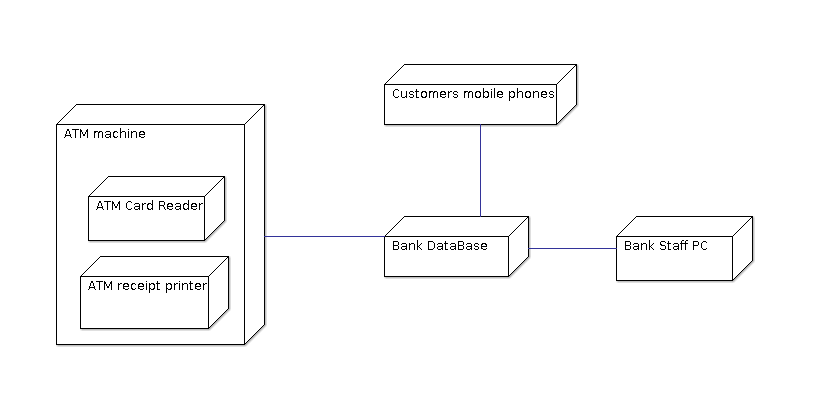 Customers mobile phones
ATM machine
ATM Card Reader
Bank DataBase
Bank Staff PC
ATM receipt printer